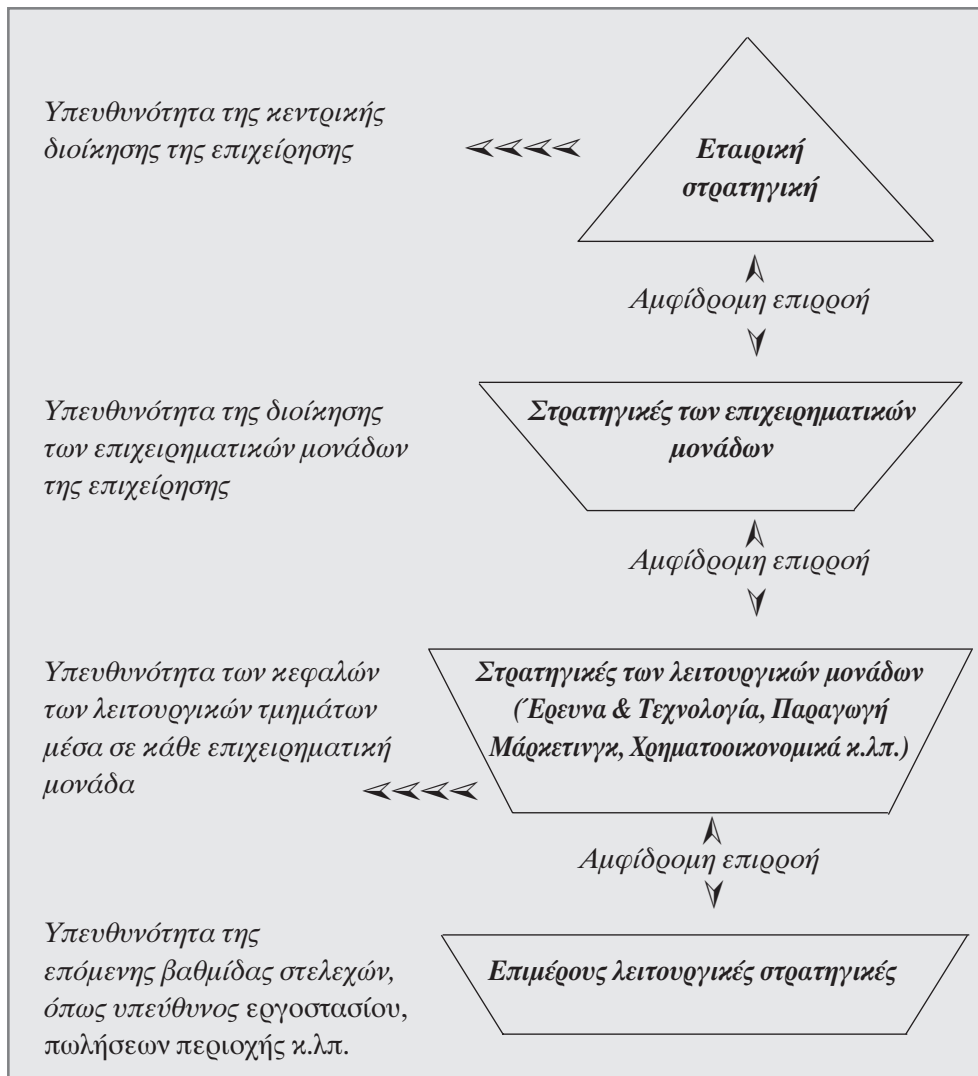 Υπευθυνότητα της κεντρικής
διοίκησης της επιχείρησης
Εταιρική
στρατηγική
Αμφίδρομη επιρροή
Υπευθυνότητα της διοίκησης
των επιχειρηματικών μονάδων
της επιχείρησης
Στρατηγικές των επιχειρηματικών
μονάδων
Αμφίδρομη επιρροή
Υπευθυνότητα των κεφαλών
των λειτουργικών τμημάτων
μέσα σε κάθε επιχειρηματική
μονάδα
Στρατηγικές των λειτουργικών μονάδων
(Έρευνα & Τεχνολογία, Παραγωγή
Μάρκετινγκ, Χρηματοοικονομικά κ.λπ.)
Αμφίδρομη επιρροή
Υπευθυνότητα της
επόμενης βαθμίδας στελεχών,
όπως υπεύθυνος εργοστασίου,
πωλήσεων περιοχής κ.λπ.
Επιμέρους λειτουργικές στρατηγικές